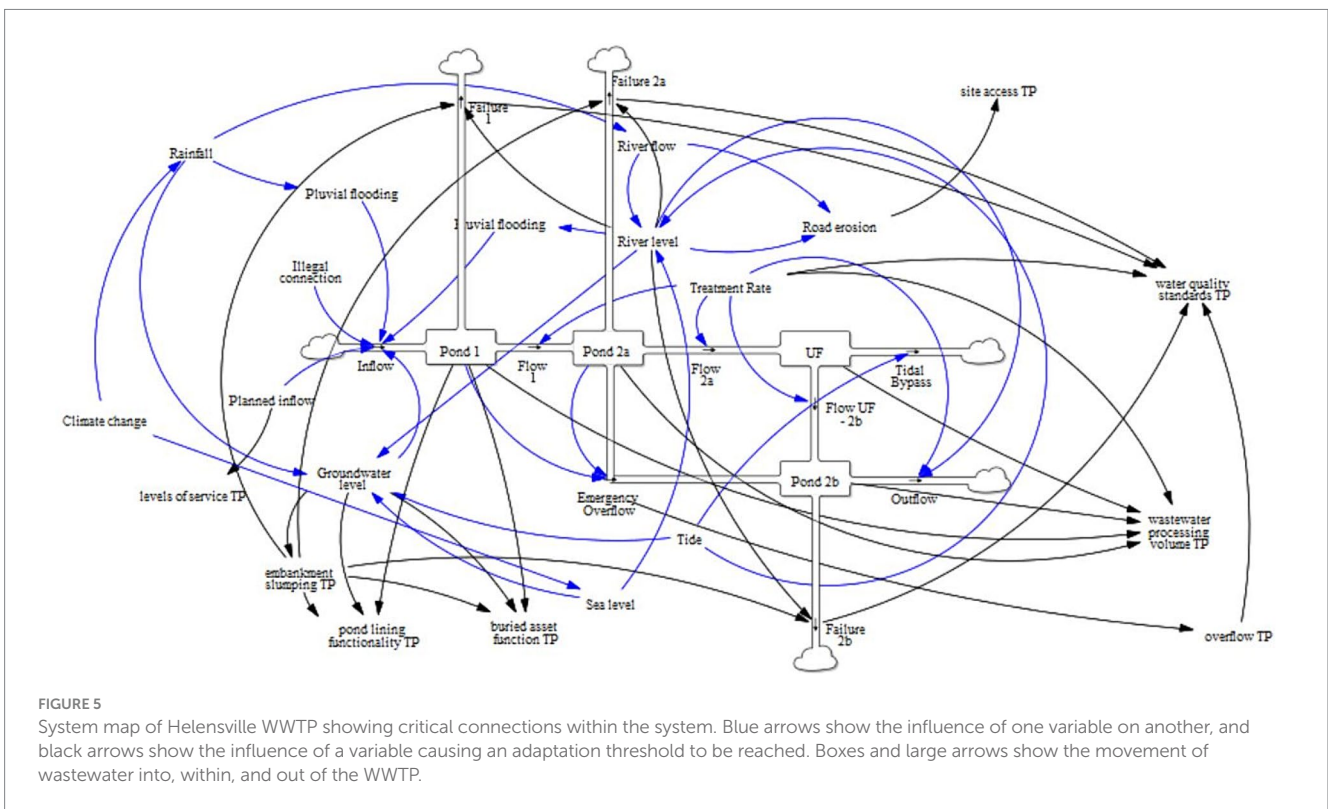 Failure 2a
site access TP
Failure
1
Rainfall
Riverflow
Pluvial flooding
Road erosion
River level
Illegal
connection
Treatment Rate
water quality
standards TP
Pond 1
Pond 2a
UF
Inflow
Flow
1
Flow
2a
Tidal
Bypass
Planned inflow
Flow UF
- 2b
Climate change
Groundwater
level
Pond 2b
levels of service TP
Emergency
Overflow
Outflow
wastewater
processing
volume TP
Tide
embankment
slumping TP
Sea level
pond lining
functionality TP
buried asset
function TP
Failure
2b
overflow TP
FIGURE 5
System map of Helensville WWTP showing critical connections within the system. Blue arrows show the influence of one variable on another, and
black arrows show the influence of a variable causing an adaptation threshold to be reached. Boxes and large arrows show the movement of
wastewater into, within, and out of the WWTP.